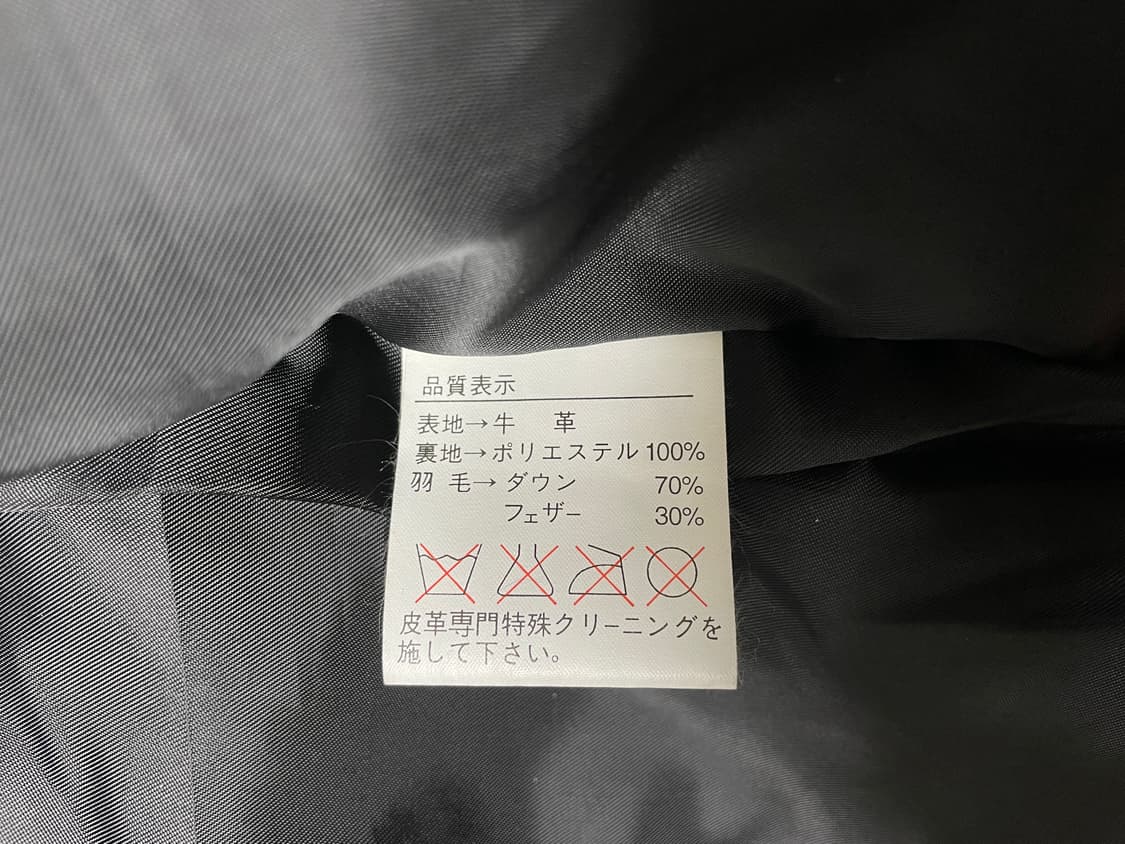 品質表示
表地→牛 革
裏地→ポリエステル 100%
羽 毛→ダウン 70%
フェザー 30%
皮革専門特殊クリーニングを
施して下さい。